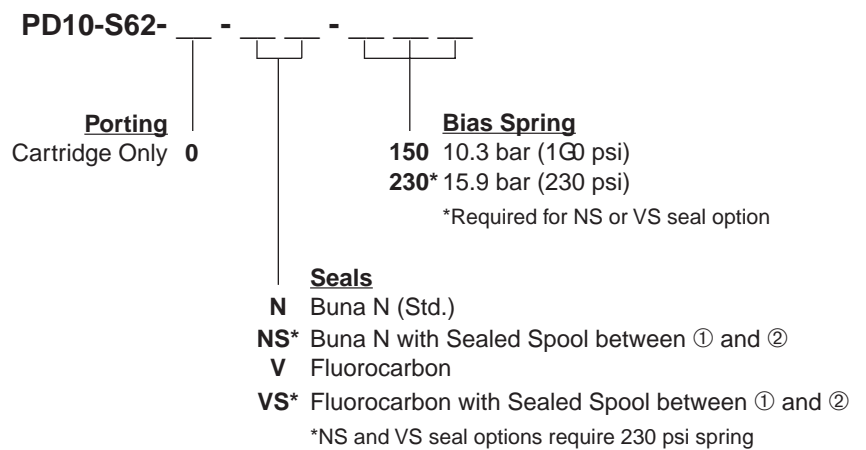 PD10-S62- __ - __ __ - __ __ __
Porting
Cartridge Only 0
Bias Spring
150 10.3 bar (psi)
230* 15.9 bar (230 psi)
*Required for NS or VS seal option
Seals
N Buna N (Std.)
NS* Buna N with Sealed Spool between ① and ②
V Fluorocarbon
VS* Fluorocarbon with Sealed Spool between ① and ②
*NS and VS seal options require 230 psi spring